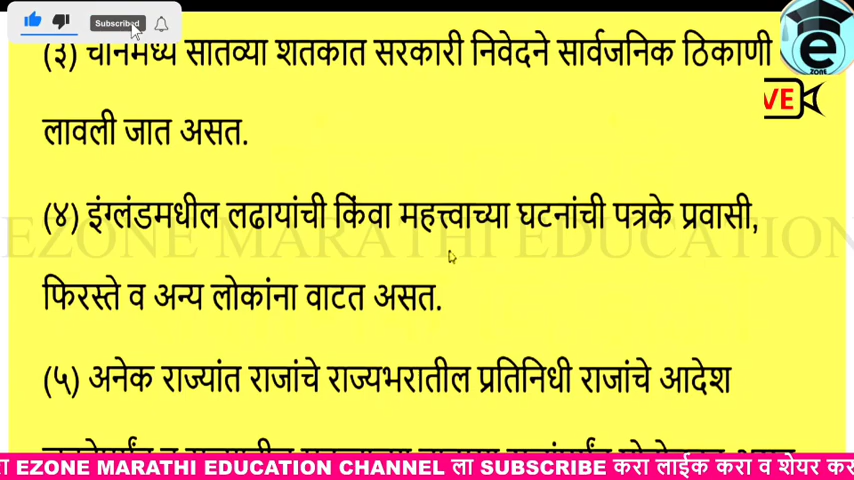 Subscribed
(३) चीनमध्ये सातव्या शतकात सरकारी निवेदने सार्वजनिक ठिकाणी
e
ZONE
VE
लावली जात असत.
(४) इंग्लंडमधील लढायांची किंवा महत्त्वाच्या घटनांची पत्रके प्रवासी,
EZONE MARATHI EDUCATION
फिरस्ते व अन्य लोकांना वाटत असत.
(५) अनेक राज्यांत राजांचे राज्यभरातील प्रतिनिधी राजांचे आदेश
EZONE MARATHI EDUCATION CHANNEL ला SUBSCRIBE करा लाईक करा व शेयर कर